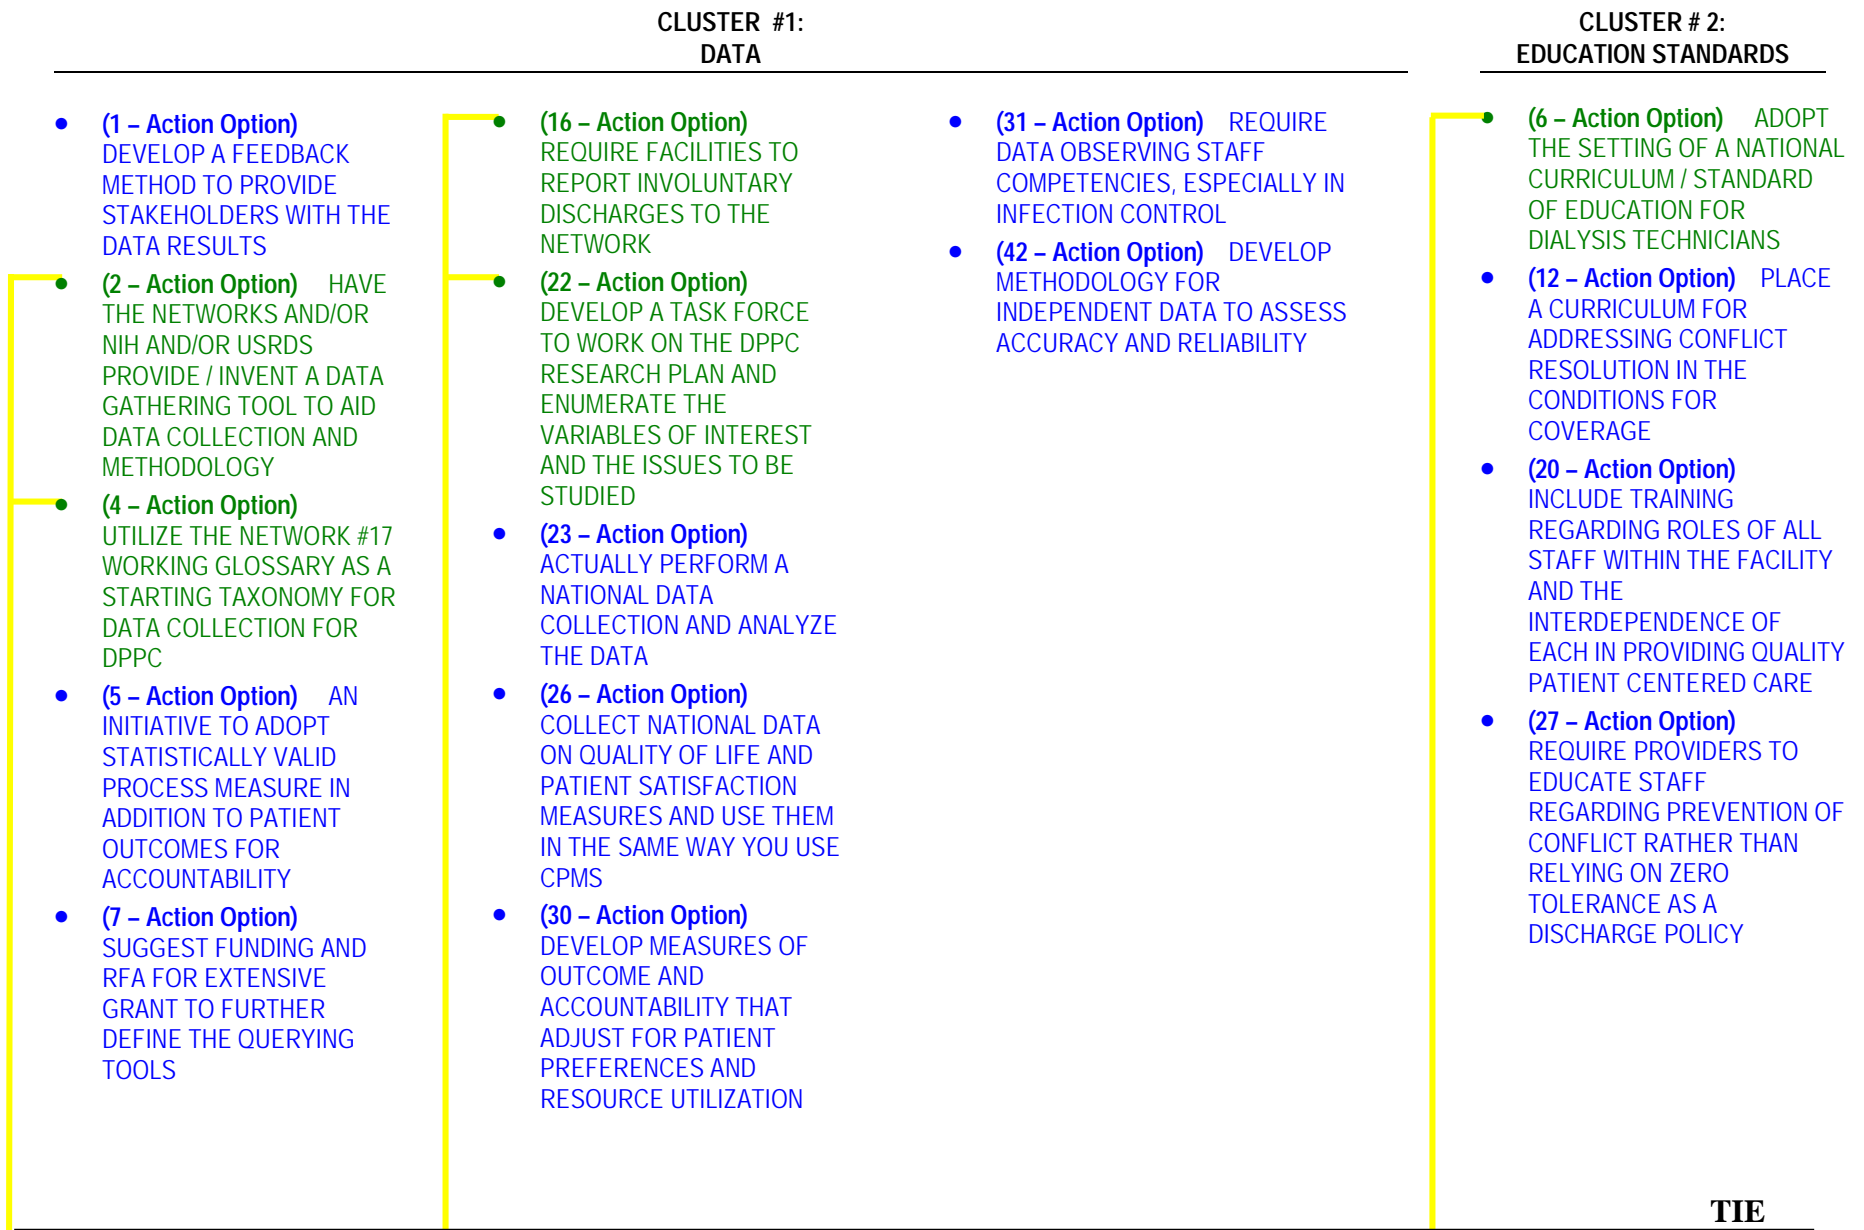 CLUSTER #1:
DATA
(1 – Action Option)
DEVELOP A FEEDBACK
METHOD TO PROVIDE
STAKEHOLDERS WITH THE
DATA RESULTS
(2 – Action Option) HAVE
THE NETWORKS AND/OR
NIH AND/OR USRDS
PROVIDE / INVENT A DATA
GATHERING TOOL TO AID
DATA COLLECTION AND
METHODOLOGY
(4 – Action Option)
UTILIZE THE NETWORK #17
WORKING GLOSSARY AS A
STARTING TAXONOMY FOR
DATA COLLECTION FOR
DPPC
(5 – Action Option) AN
INITIATIVE TO ADOPT
STATISTICALLY VALID
PROCESS MEASURE IN
ADDITION TO PATIENT
OUTCOMES FOR
ACCOUNTABILITY
(7 – Action Option)
SUGGEST FUNDING AND
RFA FOR EXTENSIVE
GRANT TO FURTHER
DEFINE THE QUERYING
TOOLS
(16 – Action Option)
REQUIRE FACILITIES TO
REPORT INVOLUNTARY
DISCHARGES TO THE
NETWORK
(22 – Action Option)
DEVELOP A TASK FORCE
TO WORK ON THE DPPC
RESEARCH PLAN AND
ENUMERATE THE
VARIABLES OF INTEREST
AND THE ISSUES TO BE
STUDIED
(23 – Action Option)
ACTUALLY PERFORM A
NATIONAL DATA
COLLECTION AND ANALYZE
THE DATA
(26 – Action Option)
COLLECT NATIONAL DATA
ON QUALITY OF LIFE AND
PATIENT SATISFACTION
MEASURES AND USE THEM
IN THE SAME WAY YOU USE
CPMS
(30 – Action Option)
DEVELOP MEASURES OF
OUTCOME AND
ACCOUNTABILITY THAT
ADJUST FOR PATIENT
PREFERENCES AND
RESOURCE UTILIZATION
(31 – Action Option) REQUIRE
DATA OBSERVING STAFF
COMPETENCIES, ESPECIALLY IN
INFECTION CONTROL
(42 – Action Option) DEVELOP
METHODOLOGY FOR
INDEPENDENT DATA TO ASSESS
ACCURACY AND RELIABILITY
CLUSTER # 2:
EDUCATION STANDARDS
(6 – Action Option) ADOPT
THE SETTING OF A NATIONAL
CURRICULUM / STANDARD
OF EDUCATION FOR
DIALYSIS TECHNICIANS
(12 – Action Option) PLACE
A CURRICULUM FOR
ADDRESSING CONFLICT
RESOLUTION IN THE
CONDITIONS FOR
COVERAGE
(20 – Action Option)
INCLUDE TRAINING
REGARDING ROLES OF ALL
STAFF WITHIN THE FACILITY
AND THE
INTERDEPENDENCE OF
EACH IN PROVIDING QUALITY
PATIENT CENTERED CARE
(27 – Action Option)
REQUIRE PROVIDERS TO
EDUCATE STAFF
REGARDING PREVENTION OF
CONFLICT RATHER THAN
RELYING ON ZERO
TOLERANCE AS A
DISCHARGE POLICY
TIE